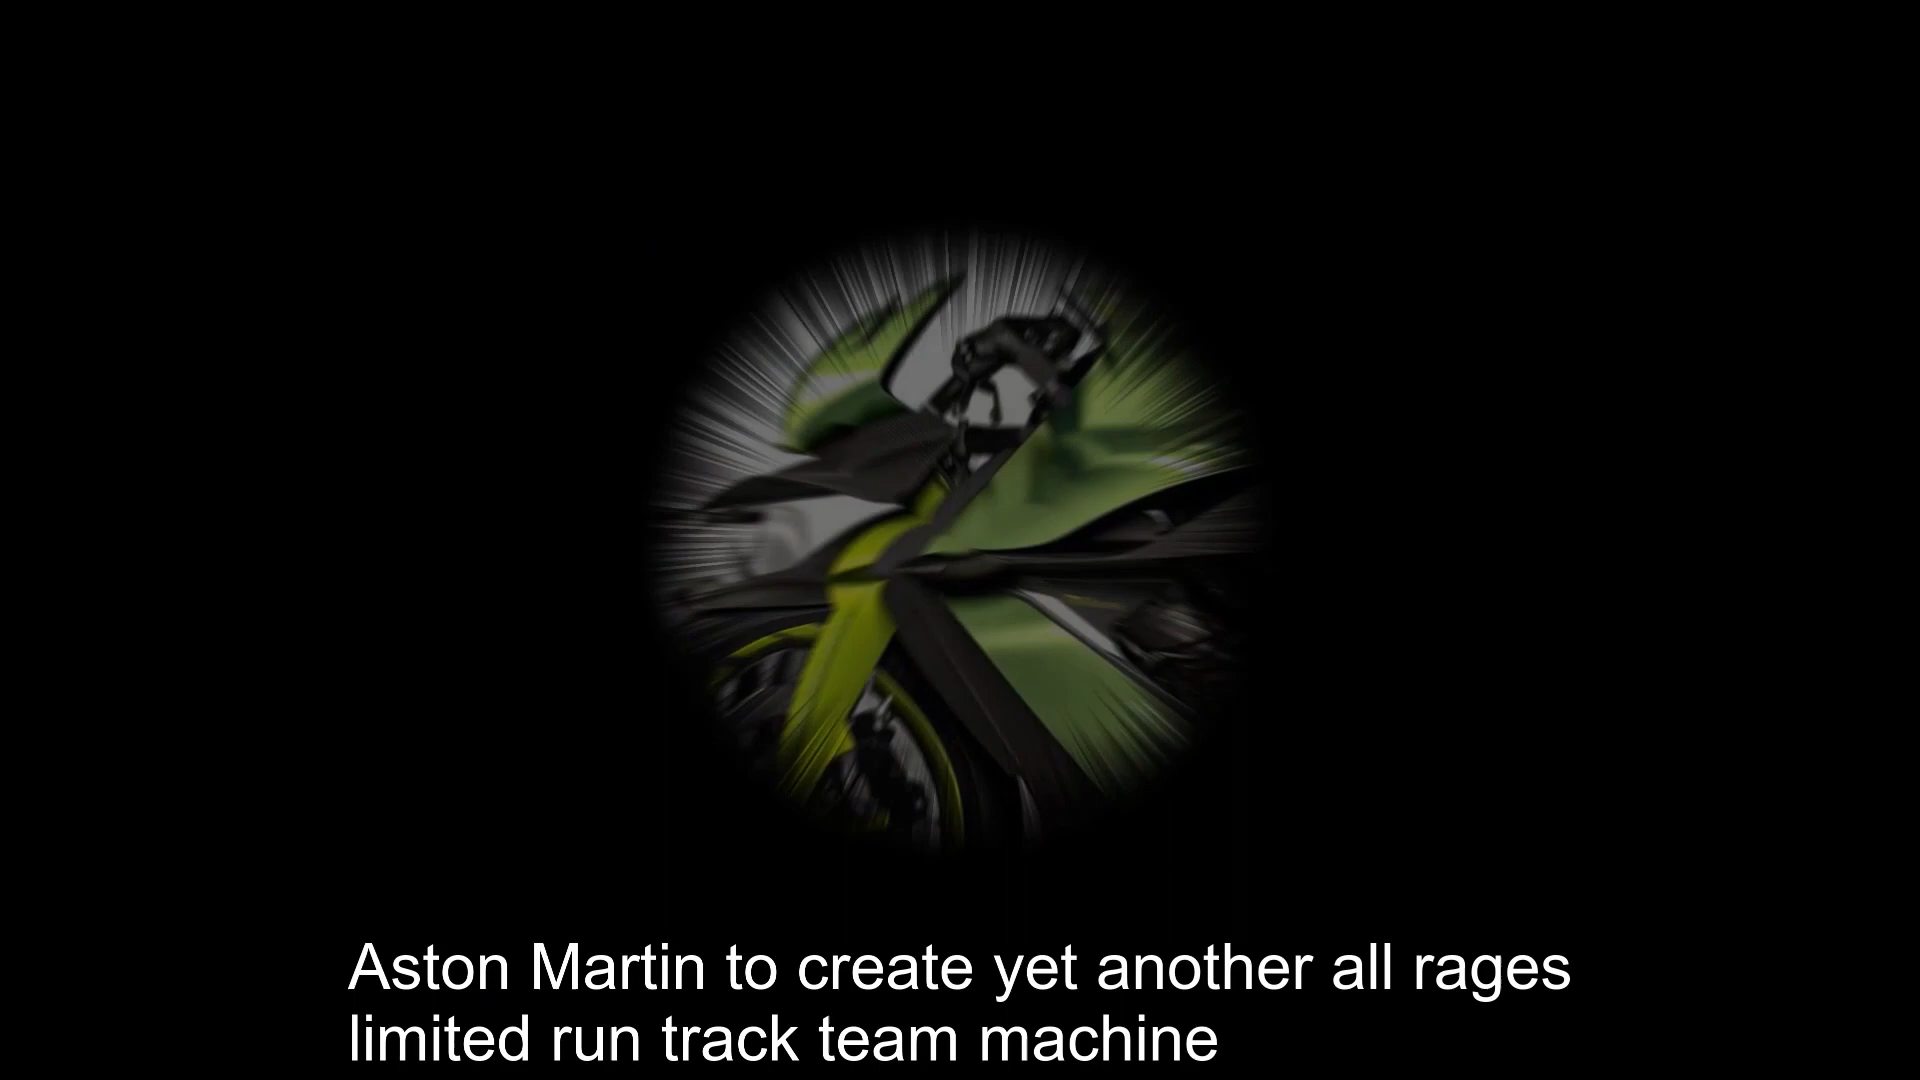 Aston Martin to create yet another all rages
limited run track team machine